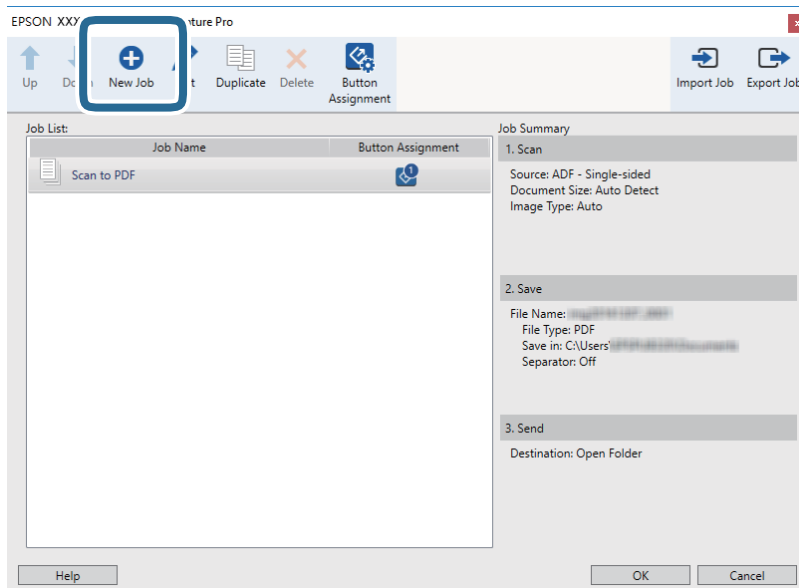 EPSON XXX ture Pro
Up
New Job
Duplicate
Delete
Button
Assignment
Import Job
Export Job
Job List:
Job Name
Button Assignment
Scan to PDF
1
Job Summary
1. Scan
Source: ADF - Single-sided
Document Size: Auto Detect
Image Type: Auto
2. Save
File Name:
File Type: PDF
Save in: C:\Users\
Separator: Off
3. Send
Destination: Open Folder
Help
OK
Cancel